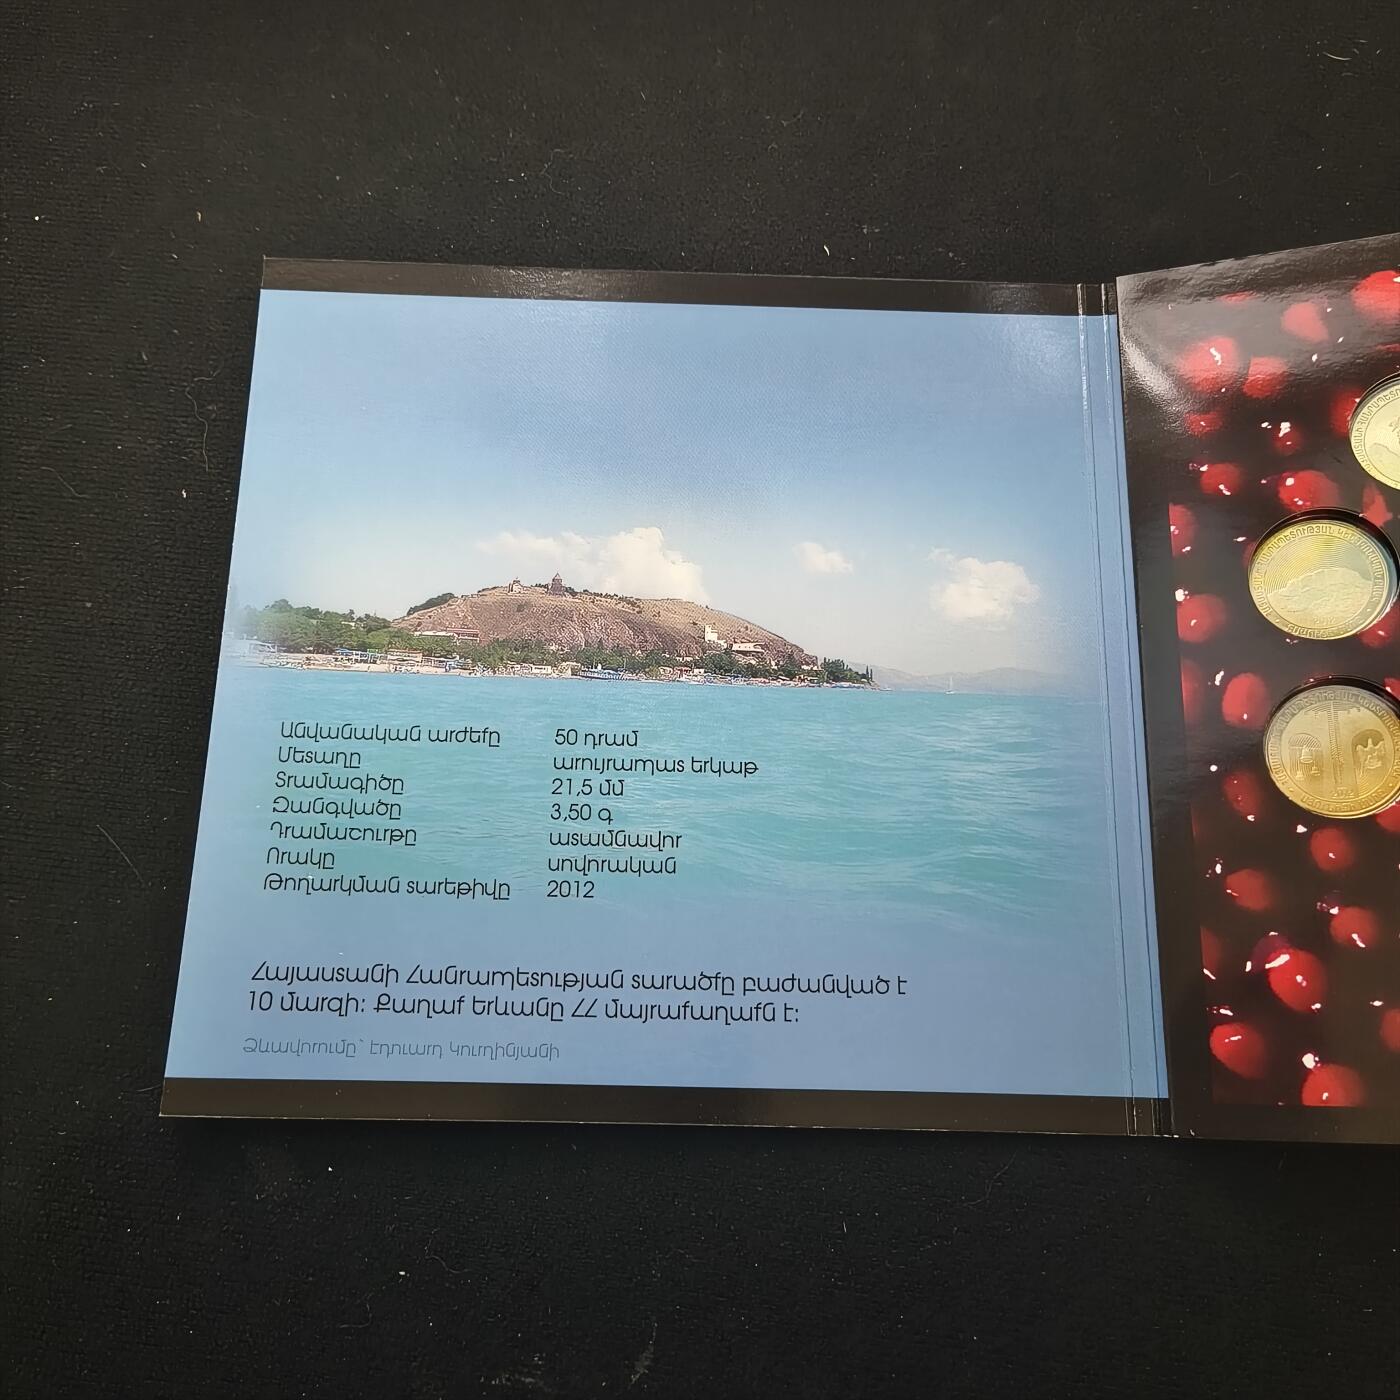 Անվանական արժեքը 50 դրամ
Մետաղը արույրապատ երկաթ
Տրամագիծը 21,5 մմ
Զանգվածը 3,50 գ
Դրամաշուրթը ատամնավոր
Որակը սովորական
Թողարկման տարեթիվը 2012
Հայաստանի Հանրապետության տարածքը բաժանված է
10 մարզի: Քաղաք Երևանը ՀՀ մայրաքաղաքն է:
Ձևավորումը՝ Էդուարդ Կուրղինյանի